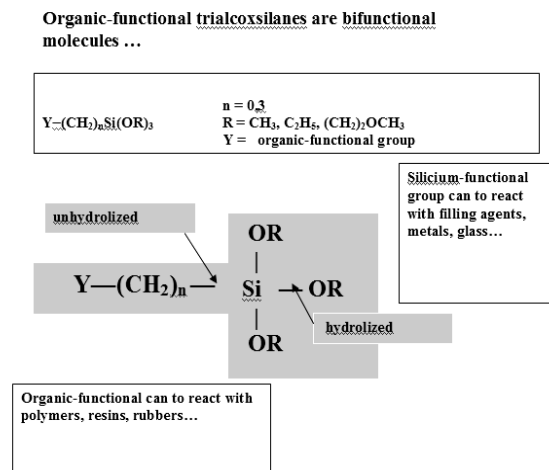 Organic-functional trialcoxsilanes are bifunctional
molecules …
n = 0,3
Y–(CH₂)ₙSi(OR)₃ R = CH₃, C₂H₅, (CH₂)₂OCH₃
Y = organic-functional group
Silicium-functional
group can to react
with filling agents,
metals, glass…
unhydrolized
OR
Y—(CH₂)ₙ— Si — OR
hydrolized
OR
Organic-functional can to react with
polymers, resins, rubbers…